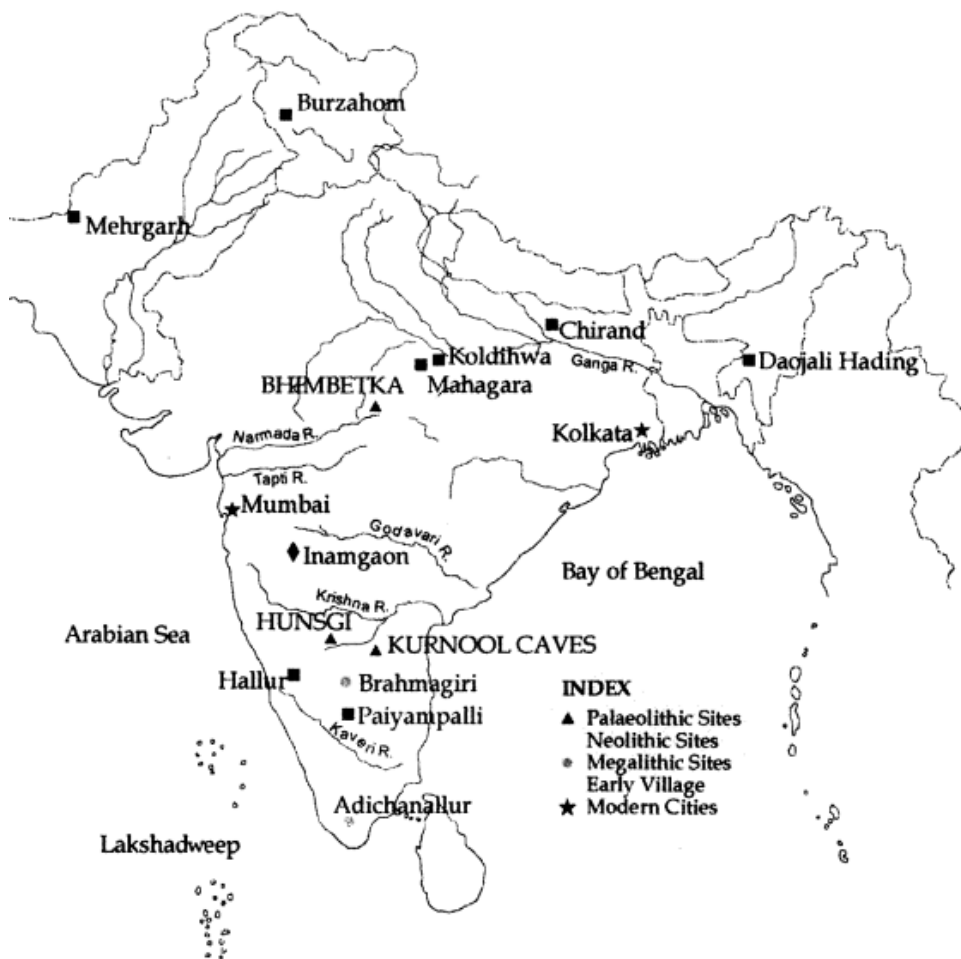 Burzahom
Mehrgarh
Chirand
Koldihwa
Ganga R.
Daojali Hading
Mahagara
BHIMBETKA
Kolkata
Narmada R.
Tapti R.
Mumbai
Godavari R.
Inamgaon
Bay of Bengal
Krishna R.
HUNSGI
Arabian Sea
KURNOOL CAVES
Hallur
Brahmagiri
Paiyampalli
Kaveri R.
INDEX
Palaeolithic Sites
Neolithic Sites
Megalithic Sites
Early Village
Modern Cities
Adichanallur
Lakshadweep